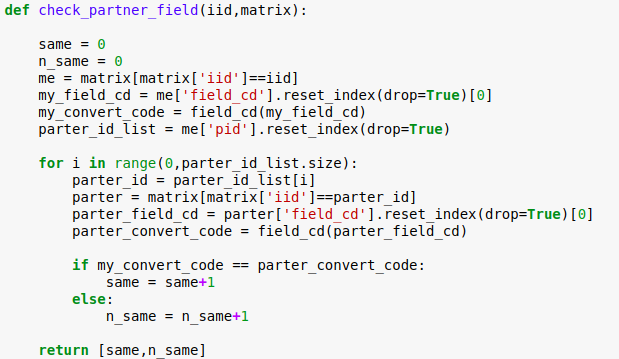 def check_partner_field(iid,matrix):
    same = 0
    n_same = 0
    me = matrix[matrix['iid']==iid]
    my_field_cd = me['field_cd'].reset_index(drop=True)[0]
    my_convert_code = field_cd(my_field_cd)
    parter_id_list = me['pid'].reset_index(drop=True)
    for i in range(0,parter_id_list.size):
        parter_id = parter_id_list[i]
        parter = matrix[matrix['iid']==parter_id]
        parter_field_cd = parter['field_cd'].reset_index(drop=True)[0]
        parter_convert_code = field_cd(parter_field_cd)
        if my_convert_code == parter_convert_code:
            same = same+1
        else:
            n_same = n_same+1
    return [same,n_same]